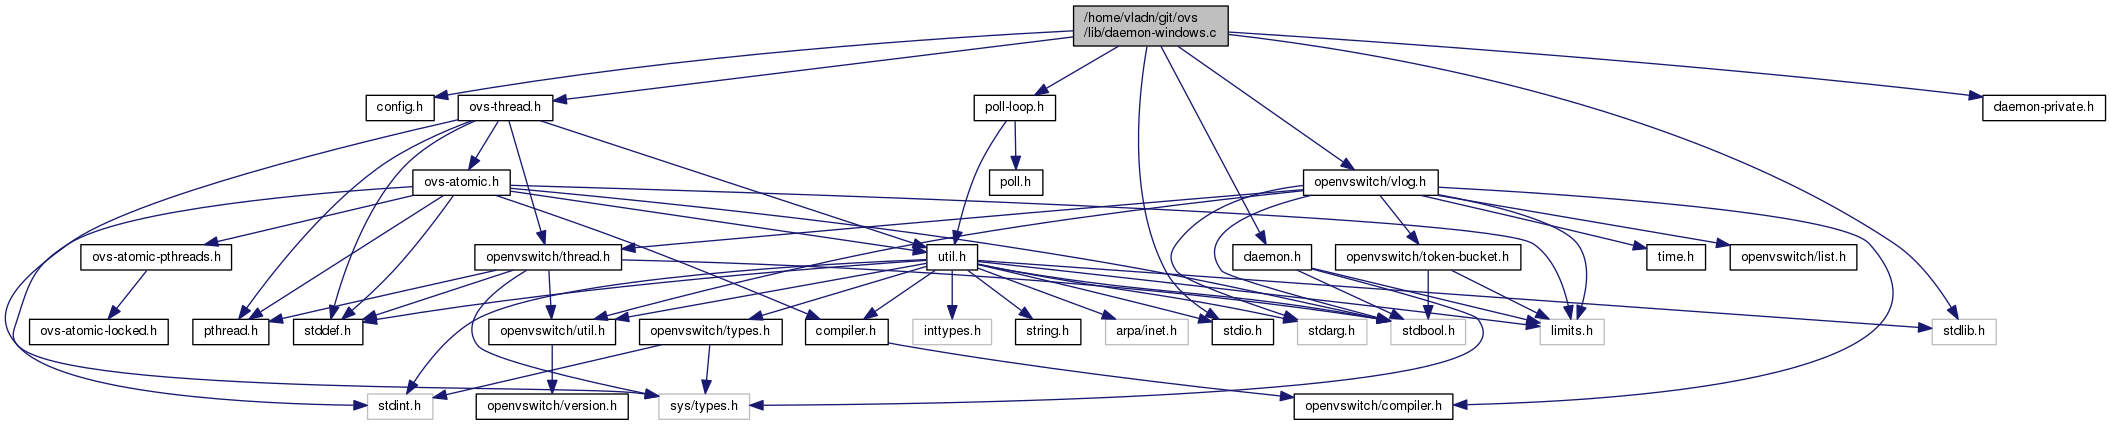 /home/vladn/git/ovs
/lib/daemon-windows.c
config.h
ovs-thread.h
poll-loop.h
daemon-private.h
ovs-atomic.h
poll.h
openvswitch/vlog.h
ovs-atomic-pthreads.h
openvswitch/thread.h
util.h
daemon.h
openvswitch/token-bucket.h
time.h
openvswitch/list.h
ovs-atomic-locked.h
pthread.h
stddef.h
openvswitch/util.h
openvswitch/types.h
compiler.h
inttypes.h
string.h
arpa/inet.h
stdio.h
stdarg.h
stdbool.h
limits.h
stdlib.h
stdint.h
openvswitch/version.h
sys/types.h
openvswitch/compiler.h